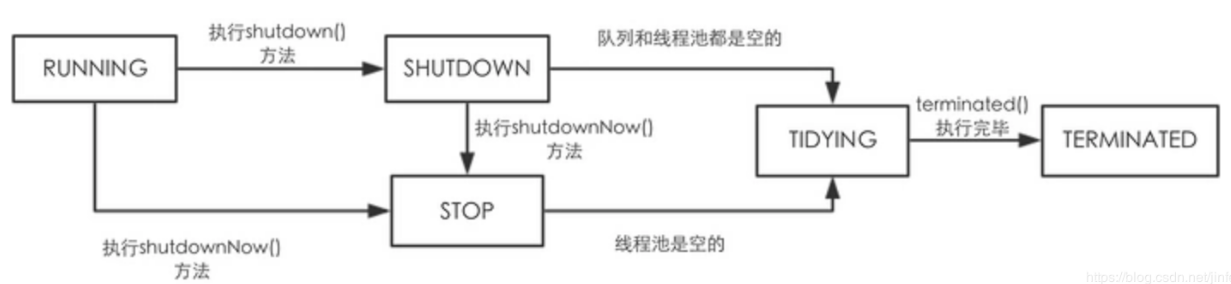 执行shutdown()
方法
队列和线程池都是空的
RUNNING
SHUTDOWN
terminated()
执行完毕
执行shutdownNow()
方法
TIDYING
TERMINATED
STOP
执行shutdownNow()
方法
线程池是空的
https://blog.csdn.net/jink